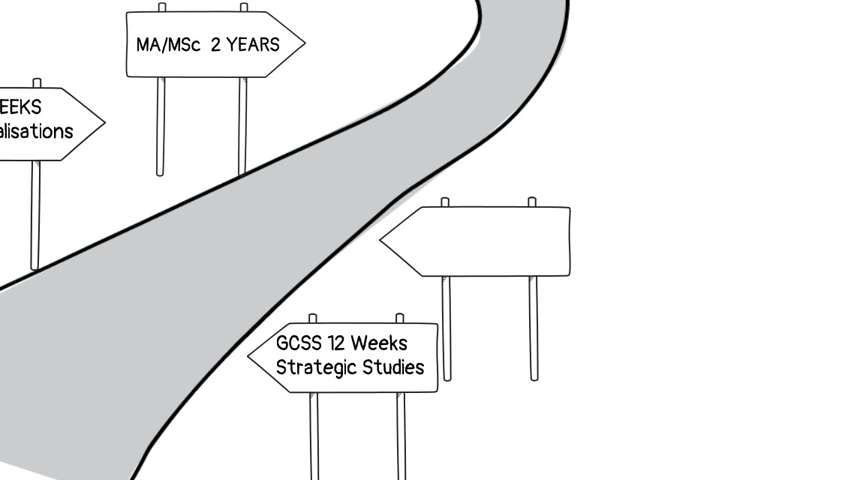 MA/MSc 2 YEARS
EEKS
alisations
GCSS 12 Weeks
Strategic Studies